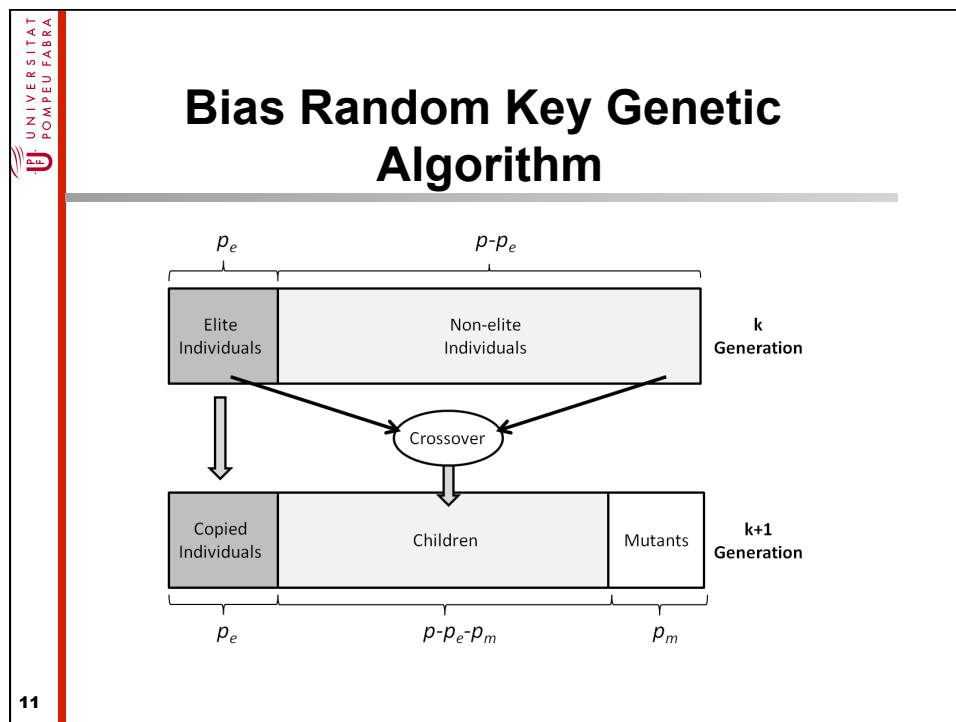 UNIVERSITAT
POMPEU FABRA
UPF.
Bias Random Key Genetic
Algorithm
pₑ
p-pₑ
Elite
Individuals
Non-elite
Individuals
k
Generation
Crossover
Copied
Individuals
Children
Mutants
k+1
Generation
pₑ
p-pₑ-pₘ
pₘ
11